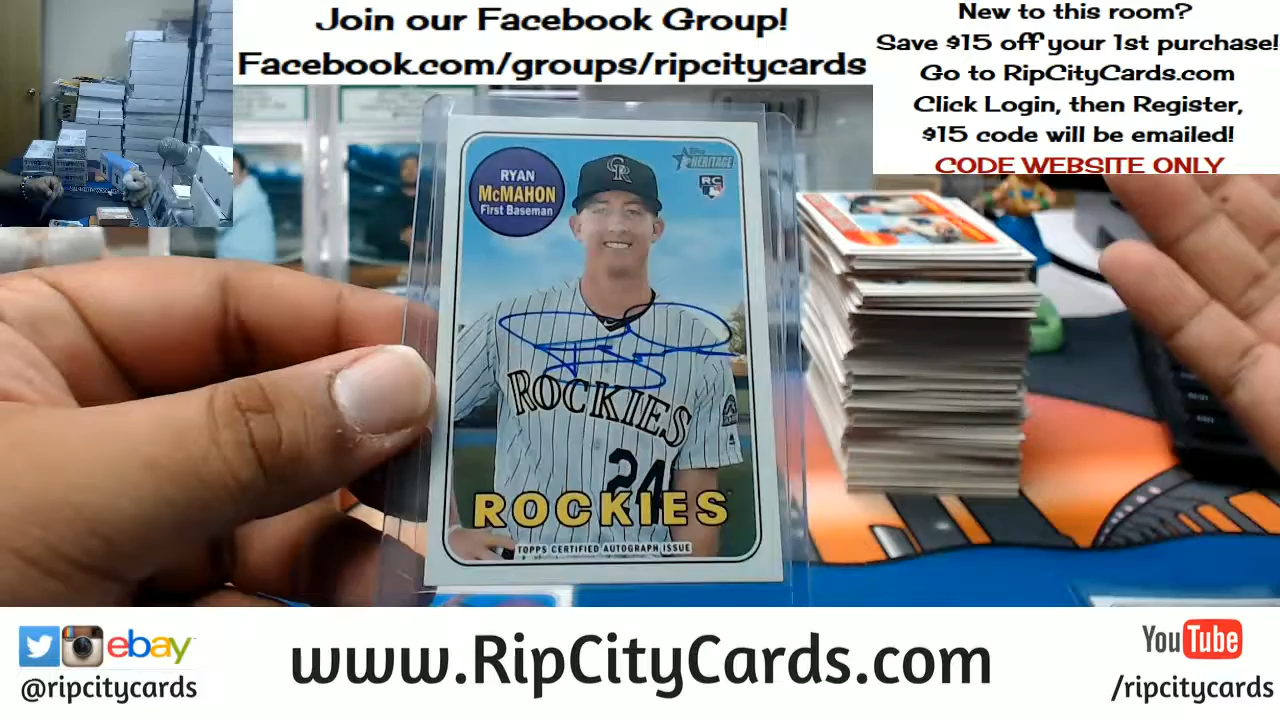 Join our Facebook Group!
Facebook.com/groups/ripcitycards
New to this room?
Save $15 off your 1st purchase!
Go to RipCityCards.com
Click Login, then Register,
$15 code will be emailed!
CODE WEBSITE ONLY
RYAN
McMAHON
First Baseman
Topps
HERITAGE
RC
CR
ROCKIES
24
ROCKIES
TOPPS CERTIFIED AUTOGRAPH ISSUE
ebay
@ripcitycards
www.RipCityCards.com
YouTube
/ripcitycards